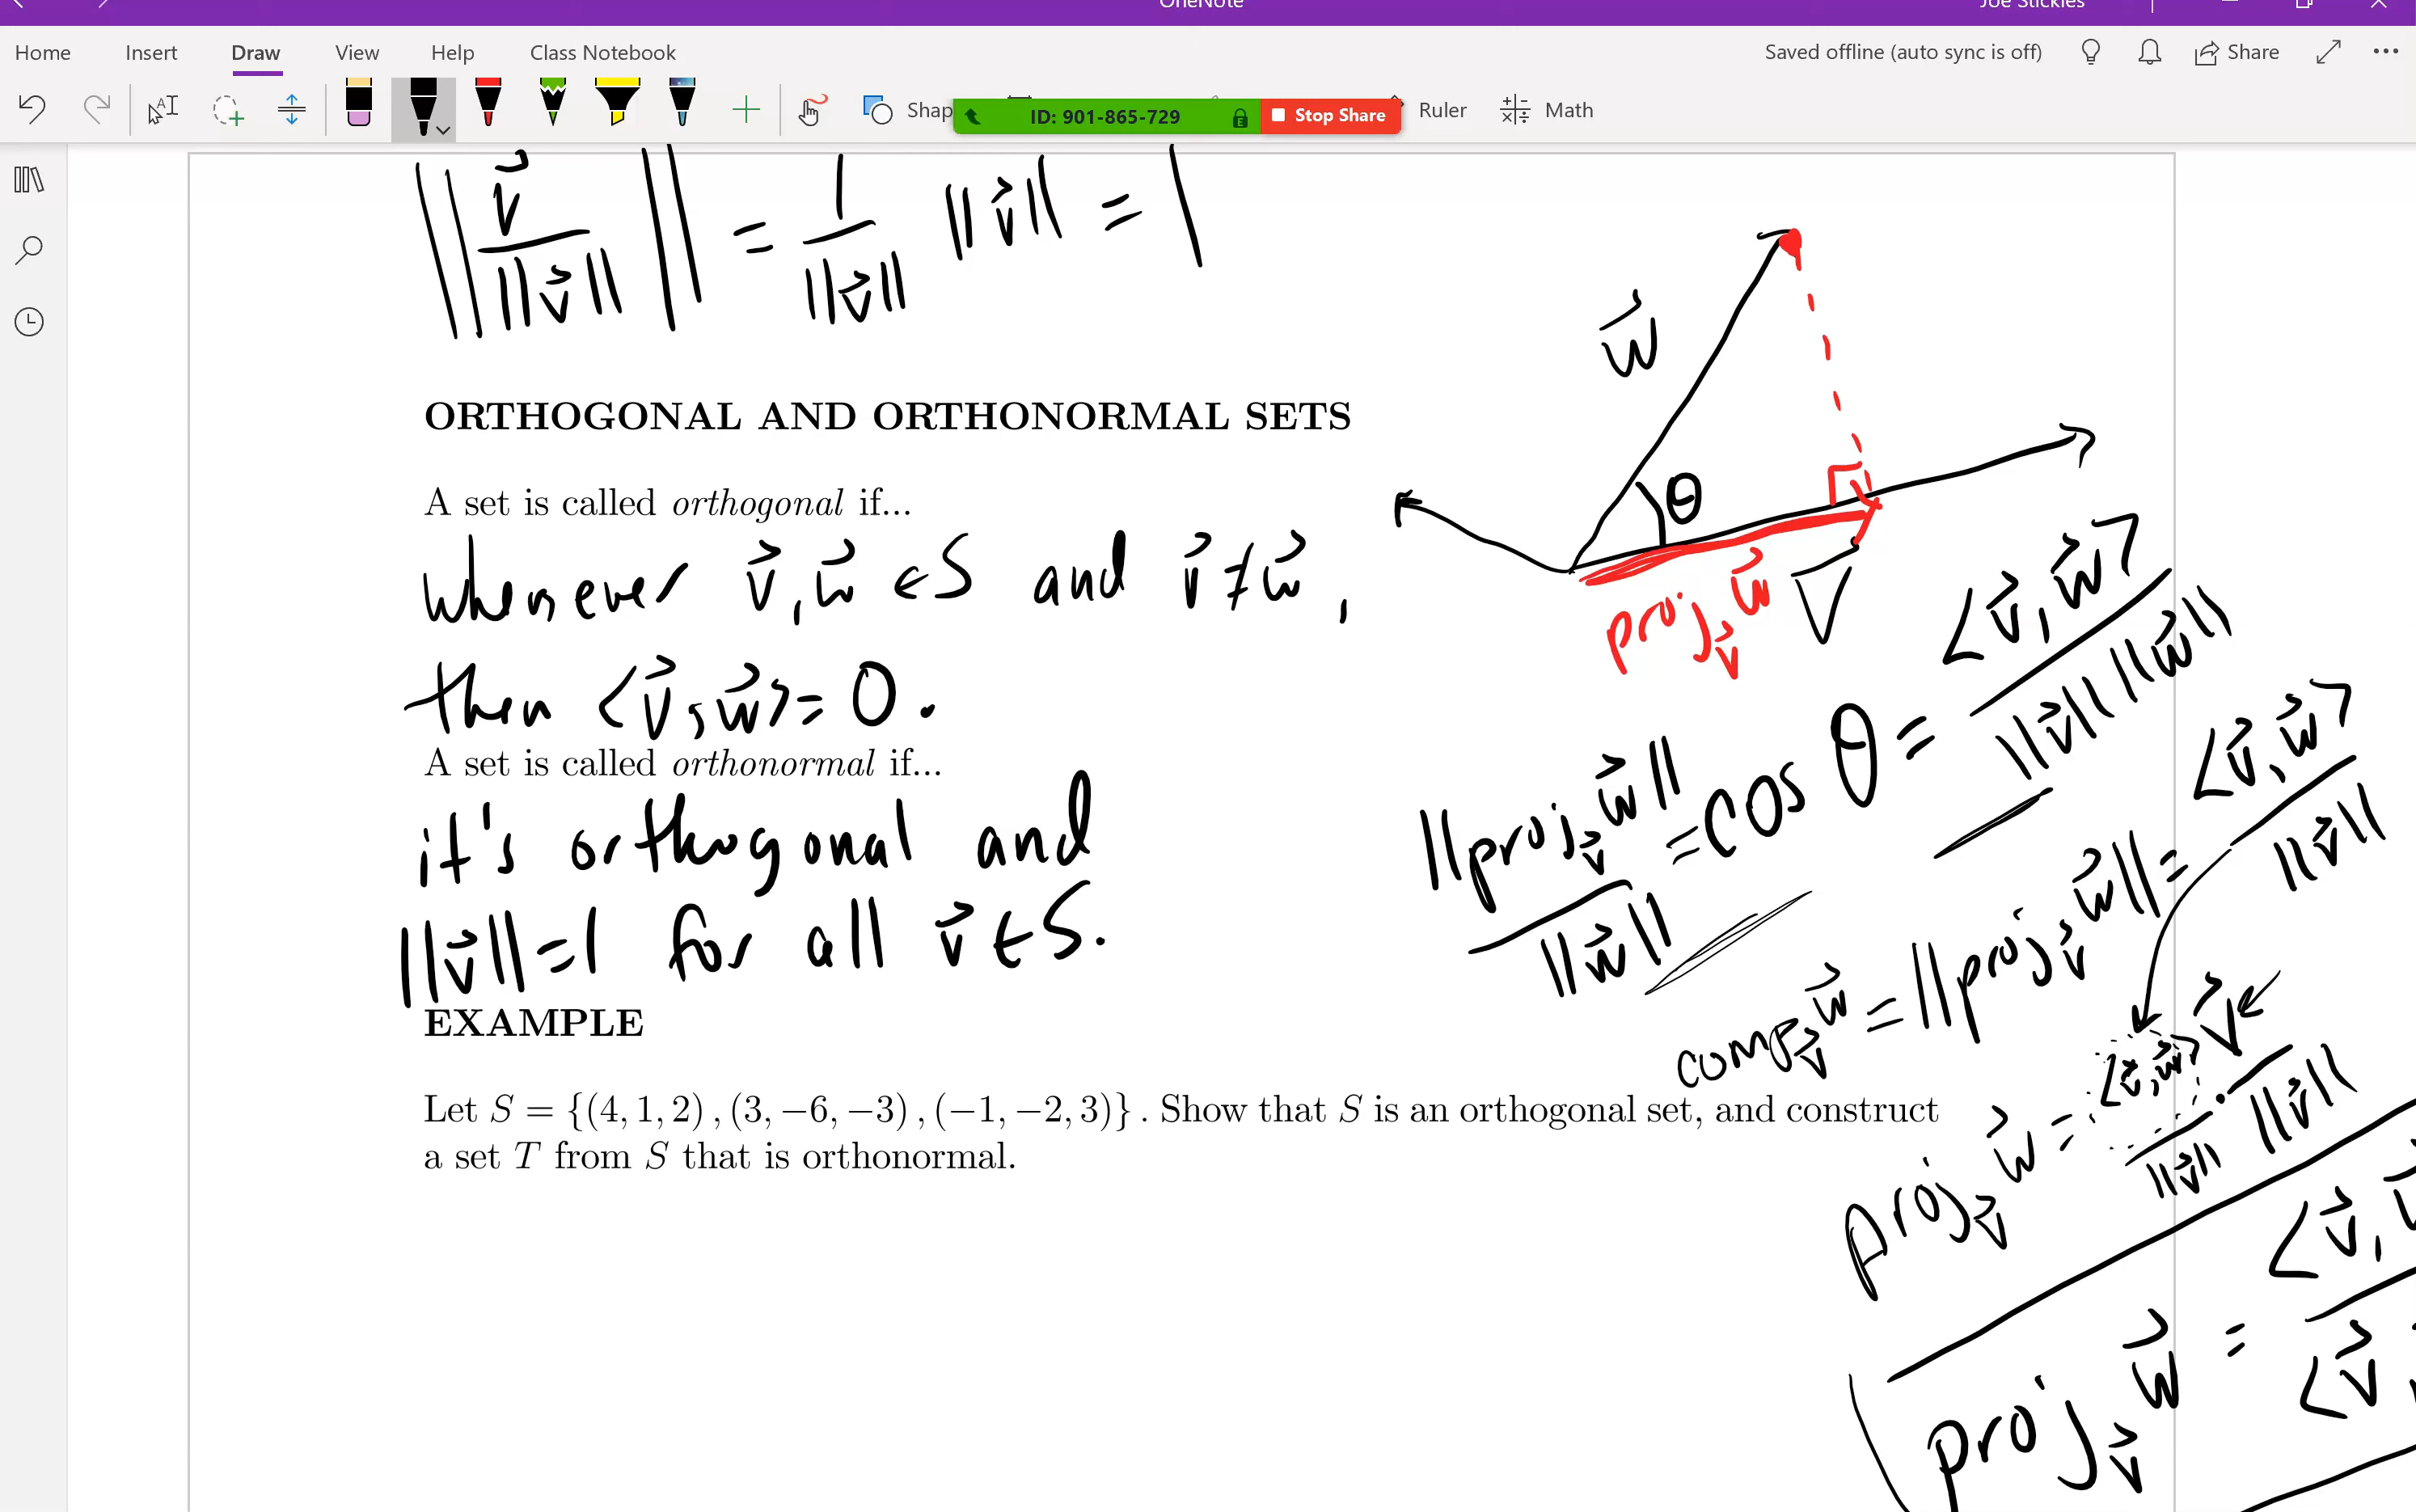 OneNote
Joe Stickles
Home Insert Draw View Help Class Notebook
Saved offline (auto sync is off) Share
Shap
ID: 901-865-729 Stop Share
Ruler Math
‖v⃗/‖v⃗‖‖ = 1/‖v⃗‖ ‖v⃗‖ = 1
ORTHOGONAL AND ORTHONORMAL SETS
A set is called orthogonal if...
whenever v⃗, w⃗ ∈ S and v⃗ ≠ w⃗,
then ⟨v⃗, w⃗⟩ = 0.
A set is called orthonormal if...
it's orthogonal and
‖v⃗‖=1 for all v⃗ ∈ S.
EXAMPLE
Let S = {(4, 1, 2), (3, −6, −3), (−1, −2, 3)}. Show that S is an orthogonal set, and construct
a set T from S that is orthonormal.
w⃗
θ
proj_v⃗ w⃗
v⃗
‖proj_v⃗ w⃗‖/‖w⃗‖ = cos θ = ⟨v⃗, w⃗⟩/‖v⃗‖‖w⃗‖
comp_v⃗ w⃗ = ‖proj_v⃗ w⃗‖ = ⟨v⃗, w⃗⟩/‖v⃗‖
proj_v⃗ w⃗ = ⟨v⃗, w⃗⟩/‖v⃗‖ · v⃗/‖v⃗‖
proj_v⃗ w⃗ = ⟨v⃗, /⟨v⃗,